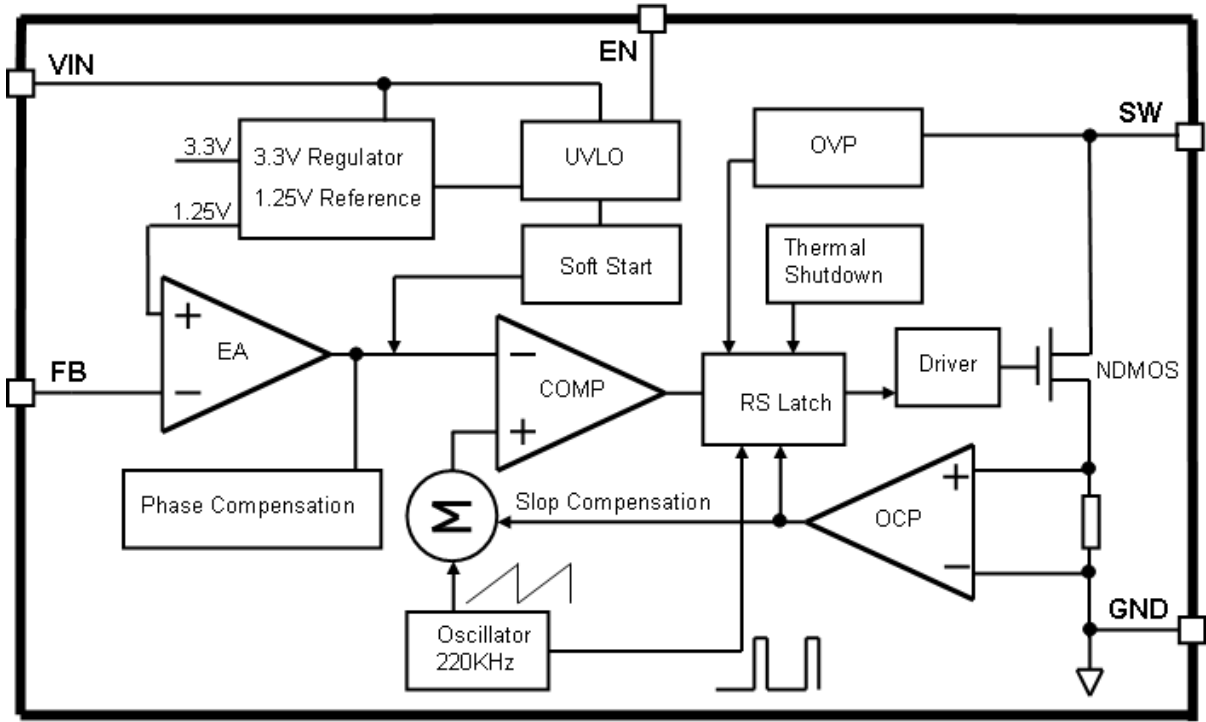 EN
VIN
SW
3.3V
3.3V Regulator
1.25V Reference
UVLO
OVP
1.25V
Soft Start
Thermal
Shutdown
+
EA
−
FB
−
COMP
+
RS Latch
Driver
NDMOS
Phase Compensation
Σ
Slop Compensation
+
OCP
−
Oscillator
220KHz
GND